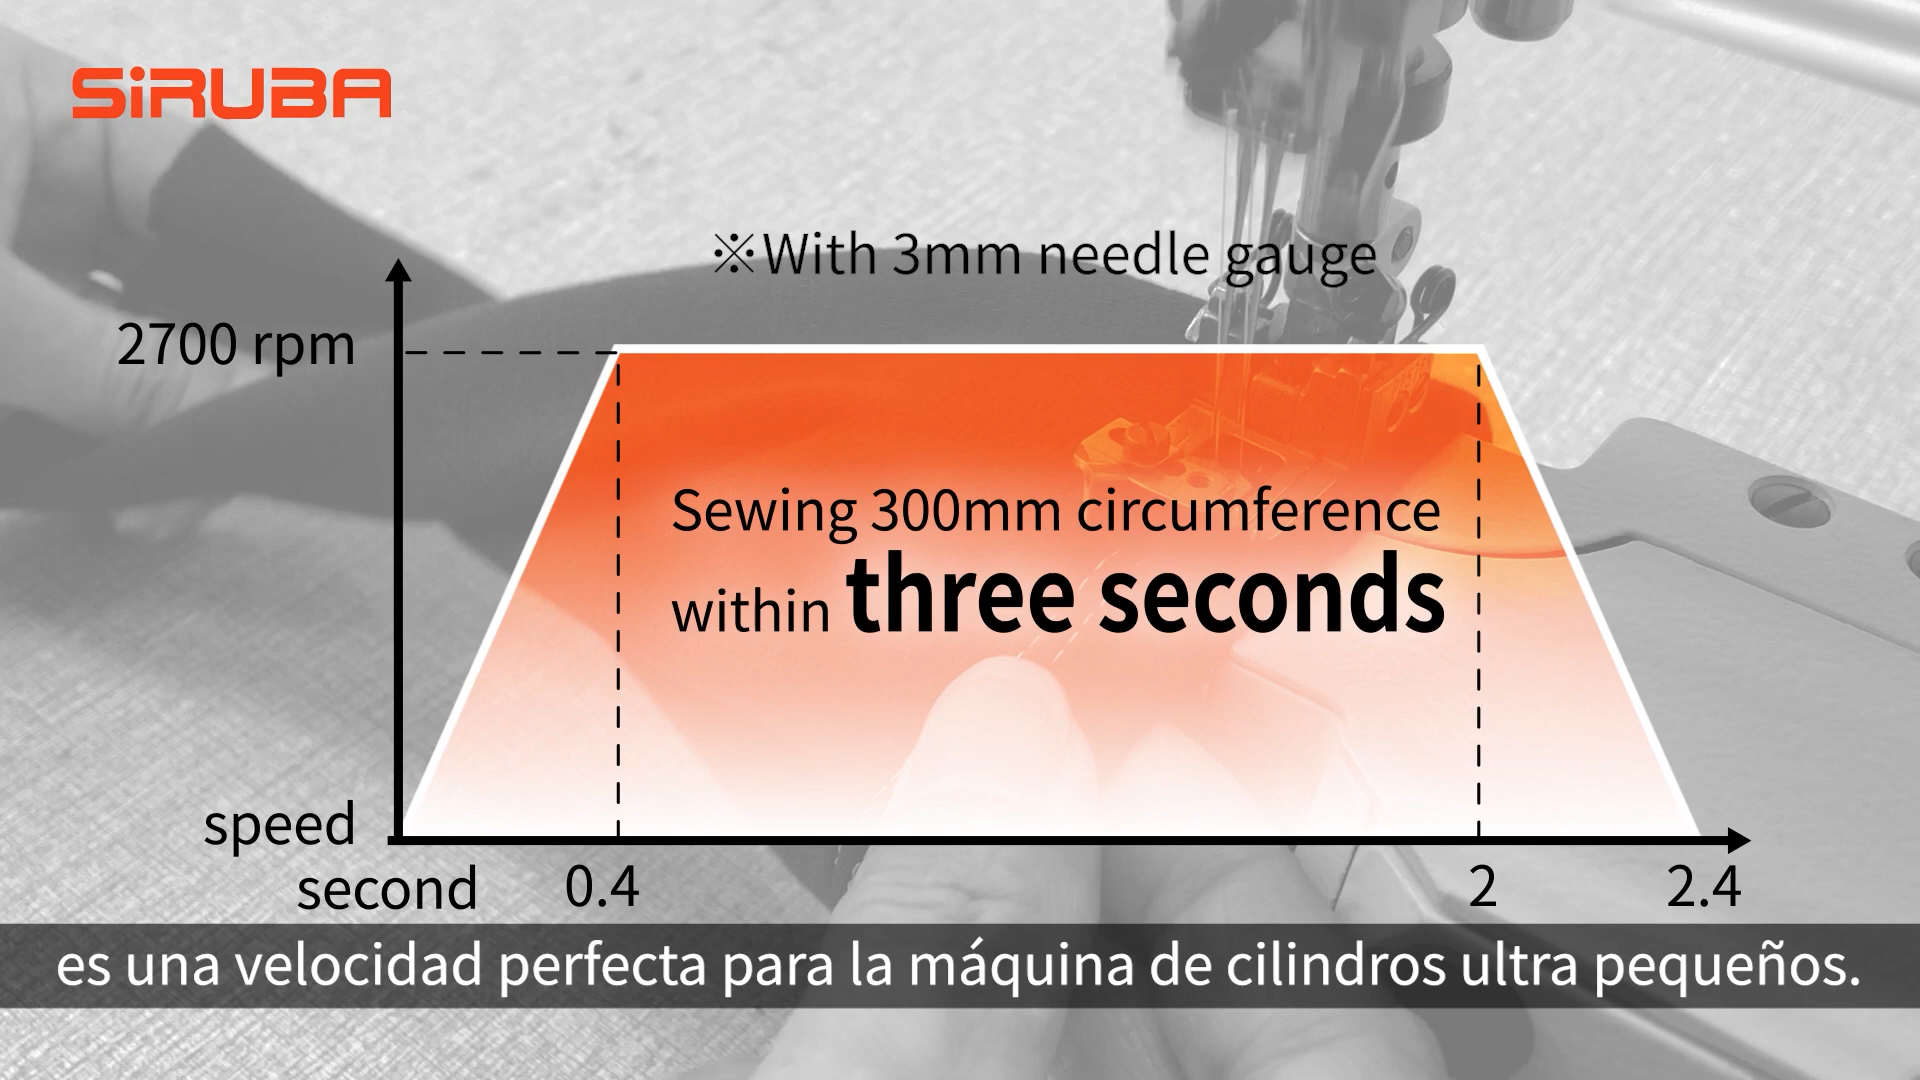 SiRUBA
※With 3mm needle gauge
2700 rpm
Sewing 300mm circumference
within three seconds
speed
second 0.4 2 2.4
es una velocidad perfecta para la máquina de cilindros ultra pequeños.